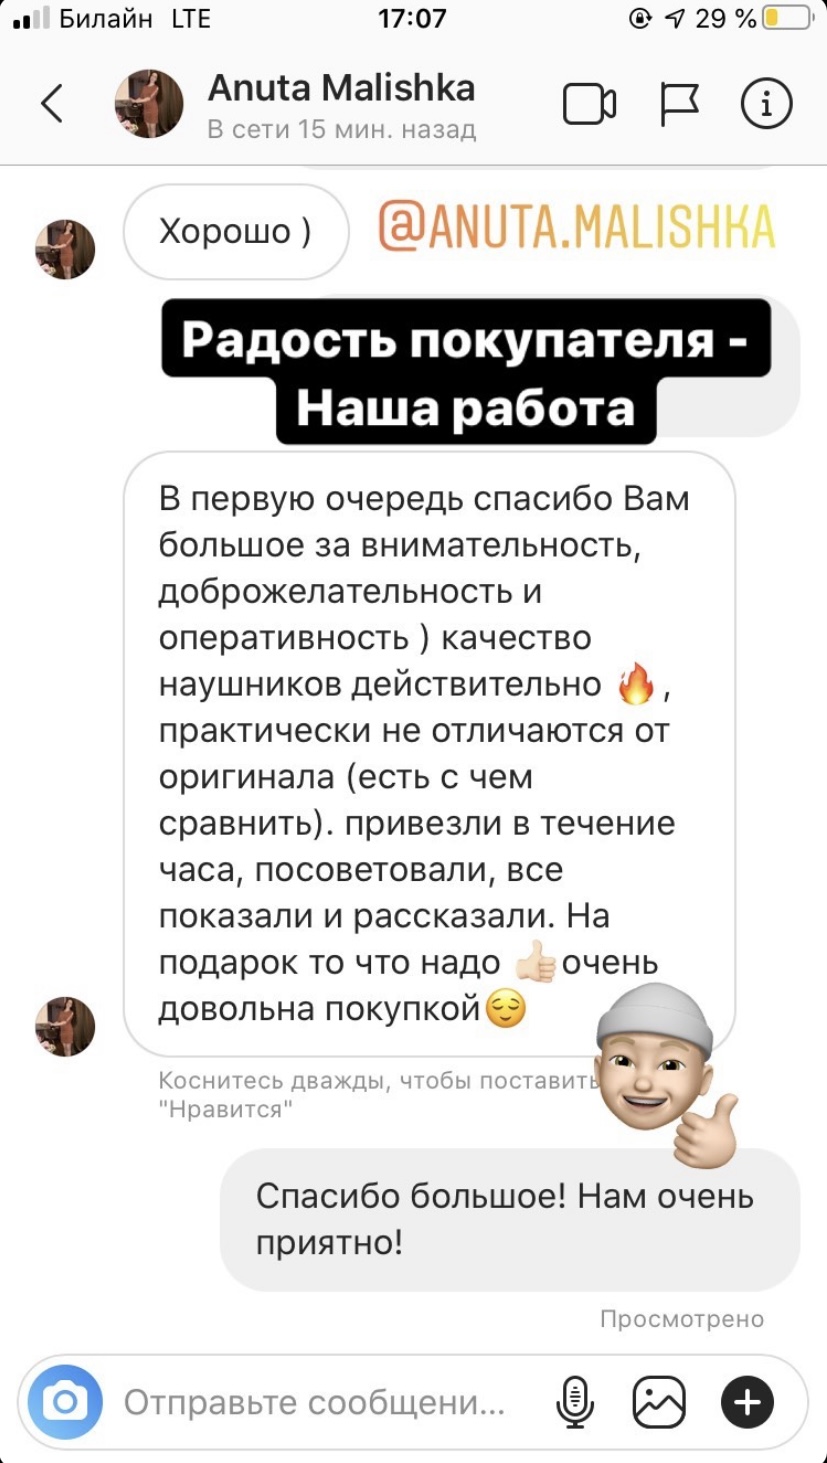 Билайн LTE 17:07 29 %
Anuta Malishka
В сети 15 мин. назад
Хорошо )
@ANUTA.MALISHKA
Радость покупателя -
Наша работа
В первую очередь спасибо Вам
большое за внимательность,
доброжелательность и
оперативность ) качество
наушников действительно 🔥,
практически не отличаются от
оригинала (есть с чем
сравнить). привезли в течение
часа, посоветовали, все
показали и рассказали. На
подарок то что надо 👍🏻очень
довольна покупкой😌
Коснитесь дважды, чтобы поставить
"Нравится"
Спасибо большое! Нам очень
приятно!
Просмотрено
Отправьте сообщени...